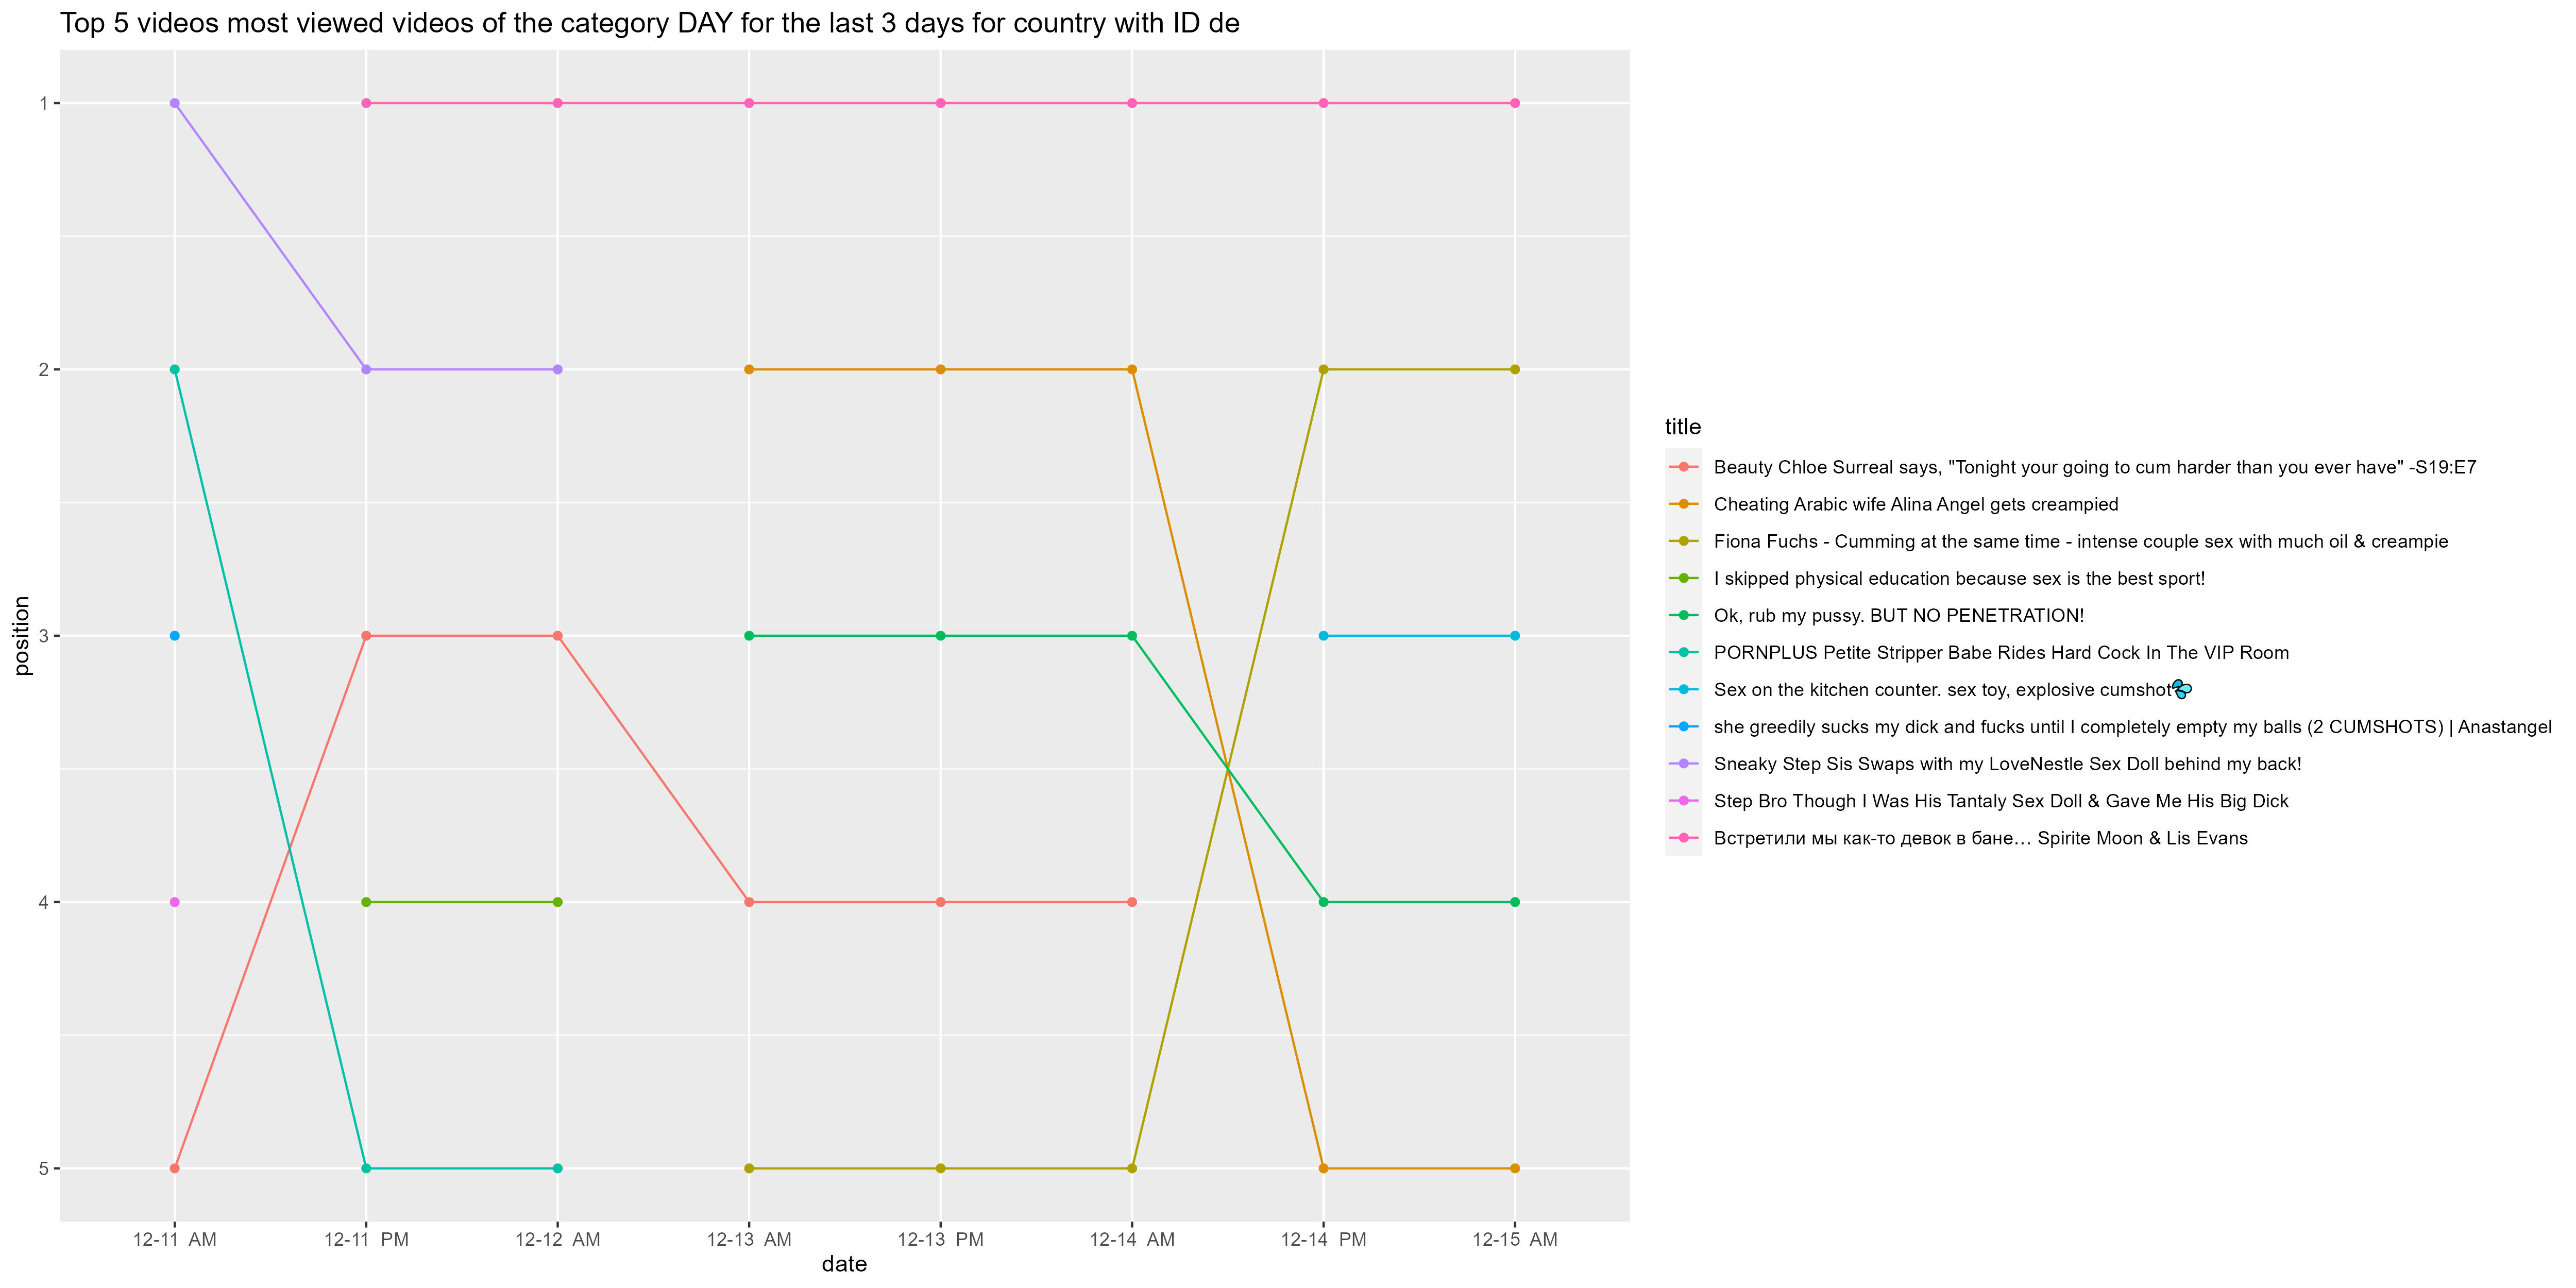 Top 5 videos most viewed videos of the category DAY for the last 3 days for country with ID de
position
1
2
3
4
5
12-11 AM
12-11 PM
12-12 AM
12-13 AM
12-13 PM
12-14 AM
12-14 PM
12-15 AM
date
title
Beauty Chloe Surreal says, "Tonight your going to cum harder than you ever have" -S19:E7
Cheating Arabic wife Alina Angel gets creampied
Fiona Fuchs - Cumming at the same time - intense couple sex with much oil & creampie
I skipped physical education because sex is the best sport!
Ok, rub my pussy. BUT NO PENETRATION!
PORNPLUS Petite Stripper Babe Rides Hard Cock In The VIP Room
Sex on the kitchen counter. sex toy, explosive cumshot💦
she greedily sucks my dick and fucks until I completely empty my balls (2 CUMSHOTS) | Anastangel
Sneaky Step Sis Swaps with my LoveNestle Sex Doll behind my back!
Step Bro Though I Was His Tantaly Sex Doll & Gave Me His Big Dick
Встретили мы как-то девок в бане… Spirite Moon & Lis Evans